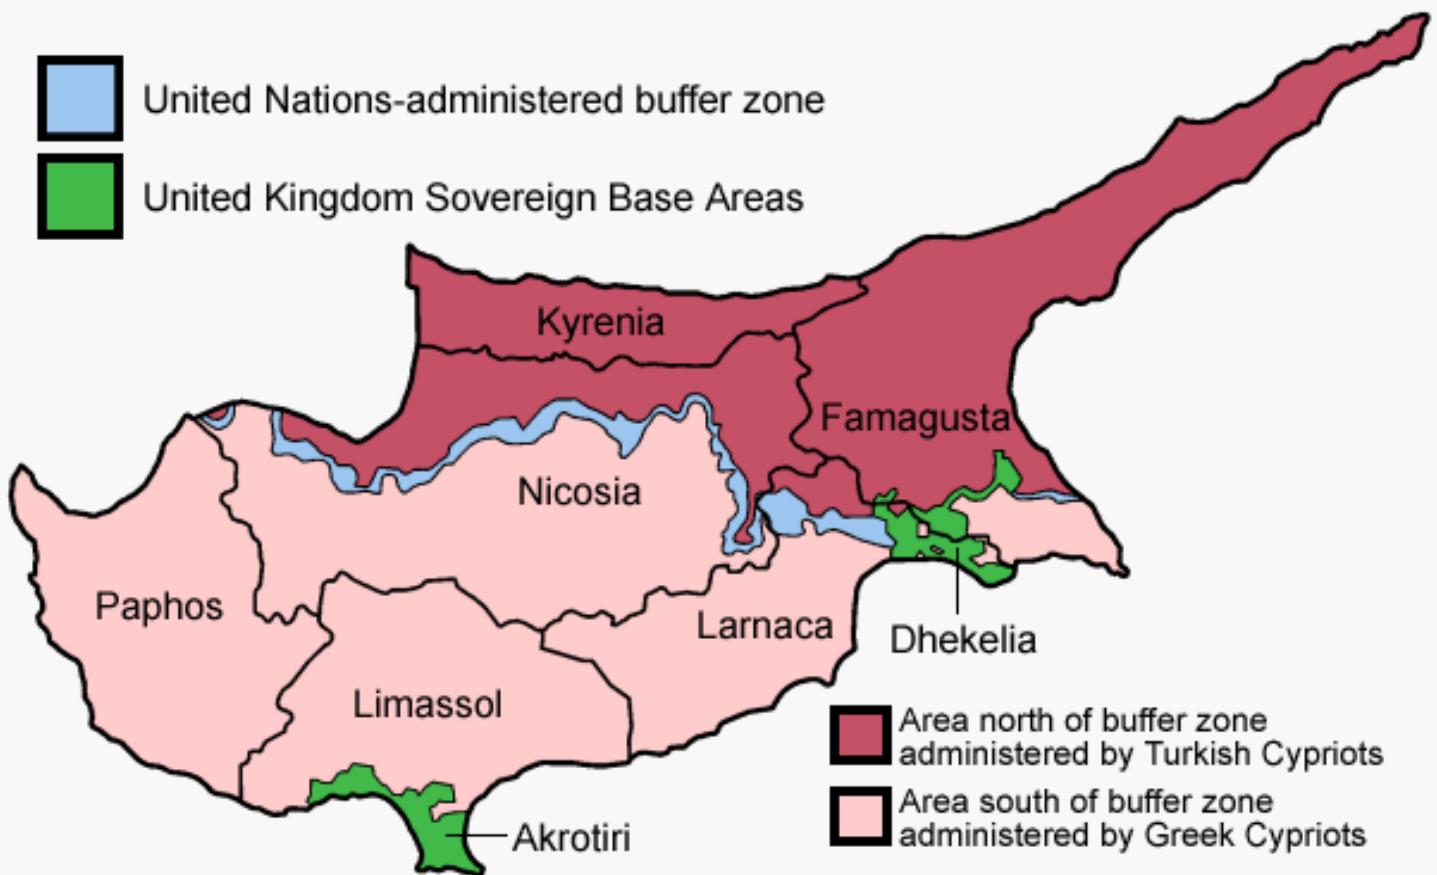 United Nations-administered buffer zone
United Kingdom Sovereign Base Areas
Kyrenia
Famagusta
Nicosia
Paphos
Larnaca
Dhekelia
Limassol
Area north of buffer zone
administered by Turkish Cypriots
Area south of buffer zone
administered by Greek Cypriots
Akrotiri